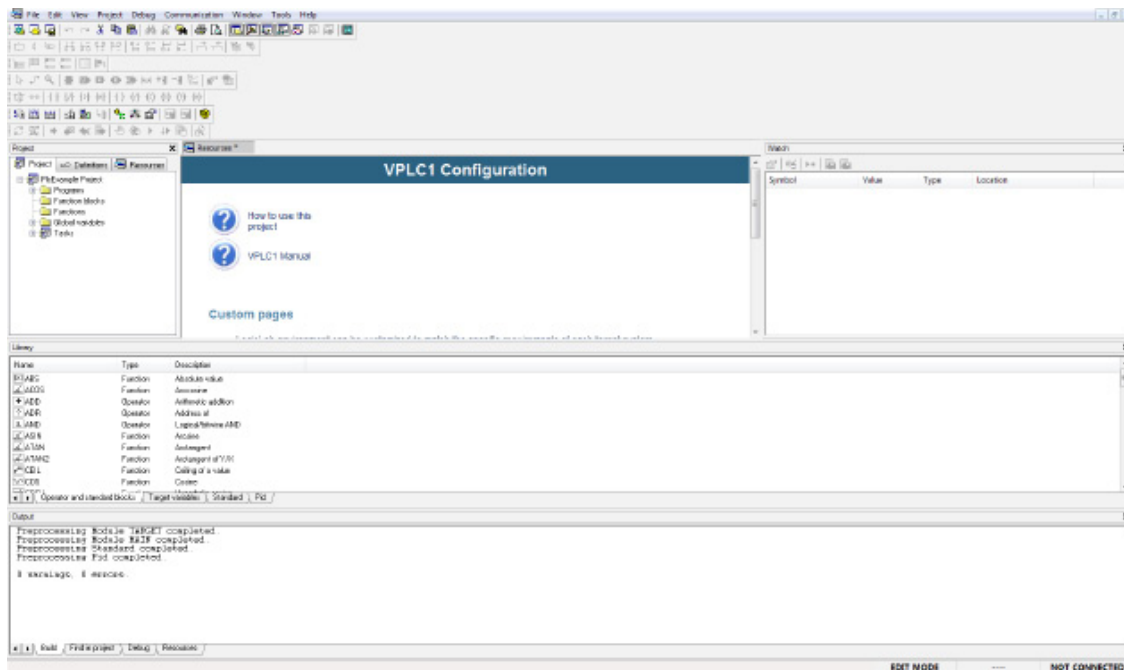 File Edit View Project Debug Communication Window Tools Help
Project
Resources *
Watch
Project Definitions Resources
PlcExample Project
Programs
Function blocks
Functions
Global variables
Tasks
VPLC1 Configuration
How to use this
project
VPLC1 Manual
Custom pages
Symbol Value Type Location
Library
Name Type Description
ABS Function Absolute value
ACOS Function Arccosine
ADD Operator Arithmetic addition
ADR Operator Address of
AND Operator Logical/bitwise AND
ASIN Function Arcsine
ATAN Function Arctangent
ATAN2 Function Arctangent of Y/X
CEIL Function Ceiling of a value
COS Function Cosine
Operator and standard blocks Target variables Standard Pid
Output
Preprocessing Module TARGET completed.
Preprocessing Module MAIN completed.
Preprocessing Standard completed.
Preprocessing Pid completed.
0 warnings, 0 errors.
Build Find in project Debug Resources
EDIT MODE ---- NOT CONNECTED